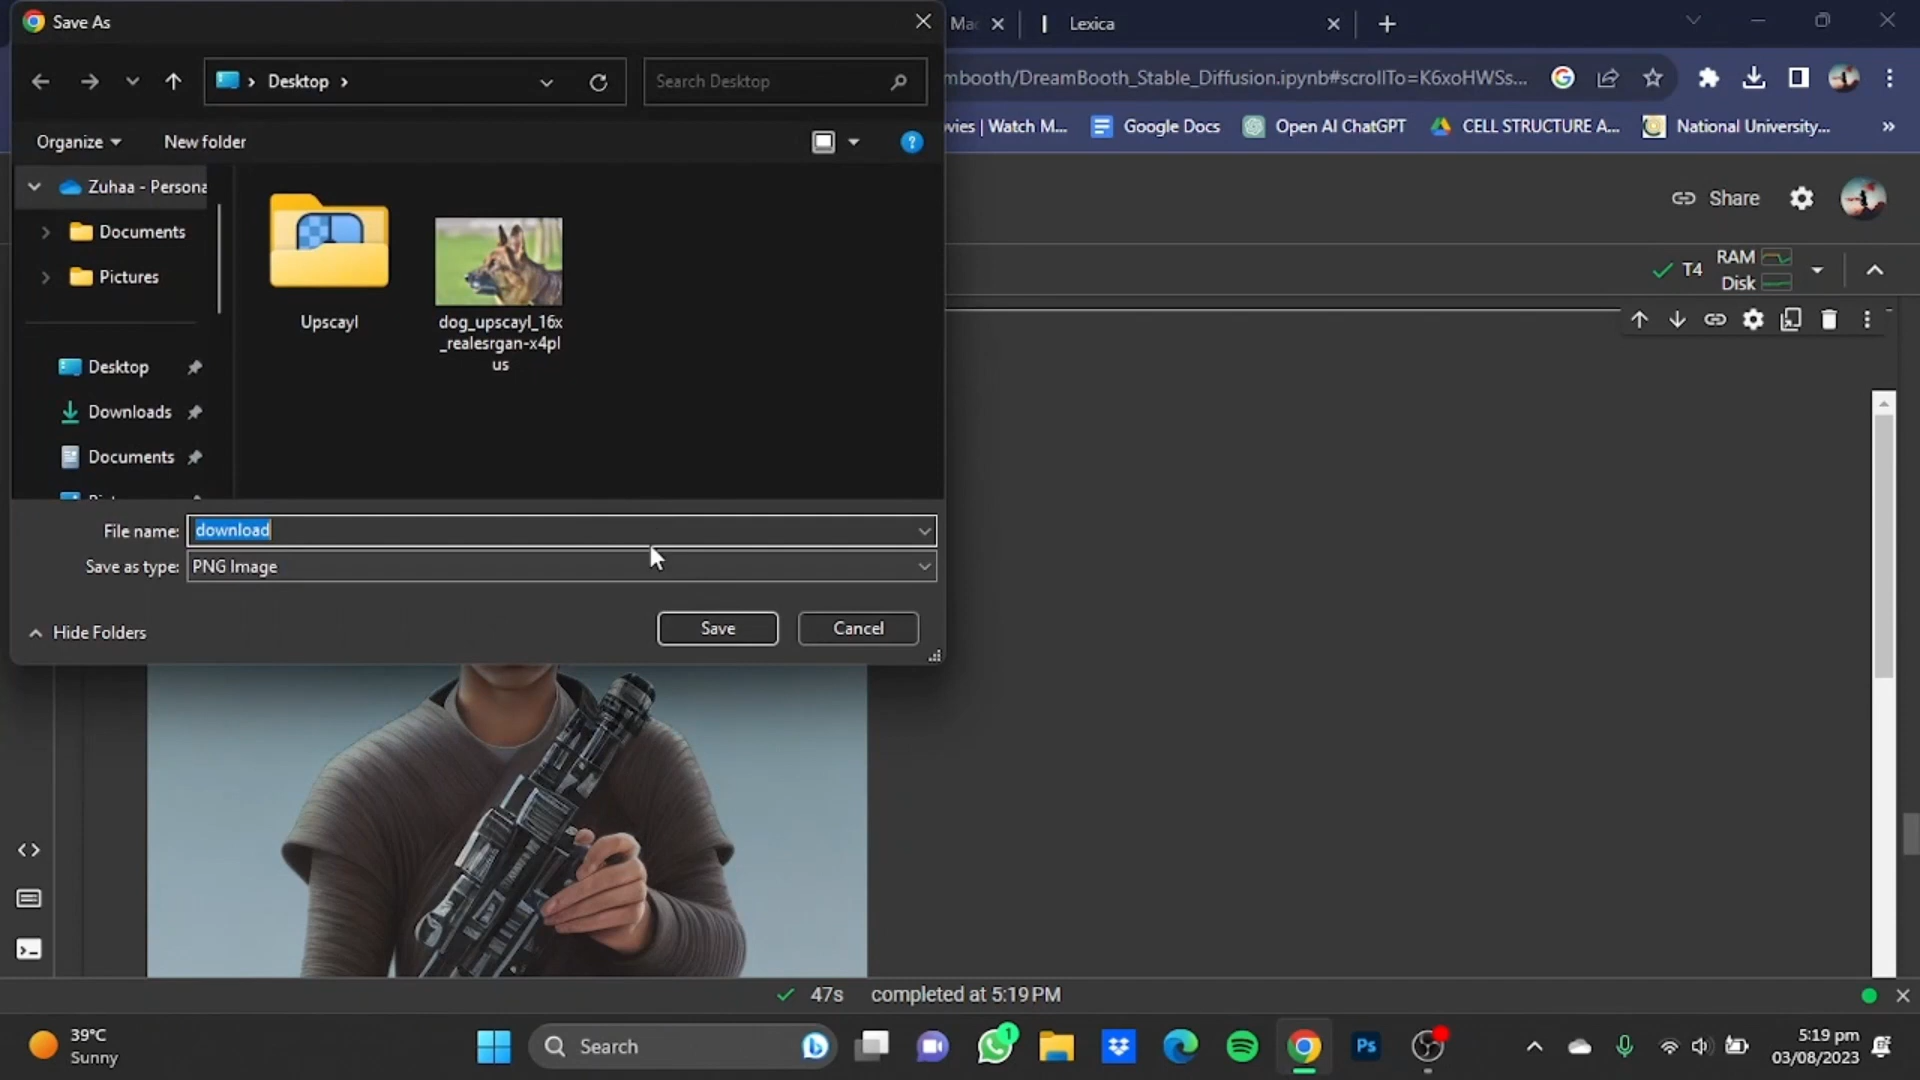 Save As
Mac
Lexica
Desktop
Search Desktop
mbooth/DreamBooth_Stable_Diffusion.ipynb#scrollTo=K6xoHWSs...
Organize
New folder
vies | Watch M...
Google Docs
Open AI ChatGPT
CELL STRUCTURE A...
National University...
»
Zuhaa - Persona
Documents
Pictures
Share
T4
RAM
Disk
Upscayl
dog_upscayl_16x
_realesrgan-x4pl
us
Desktop
Downloads
Documents
File name: download
Save as type: PNG Image
Hide Folders
Save
Cancel
47s completed at 5:19 PM
39°C
Sunny
Search
1
Ps
5:19 pm
03/08/2023